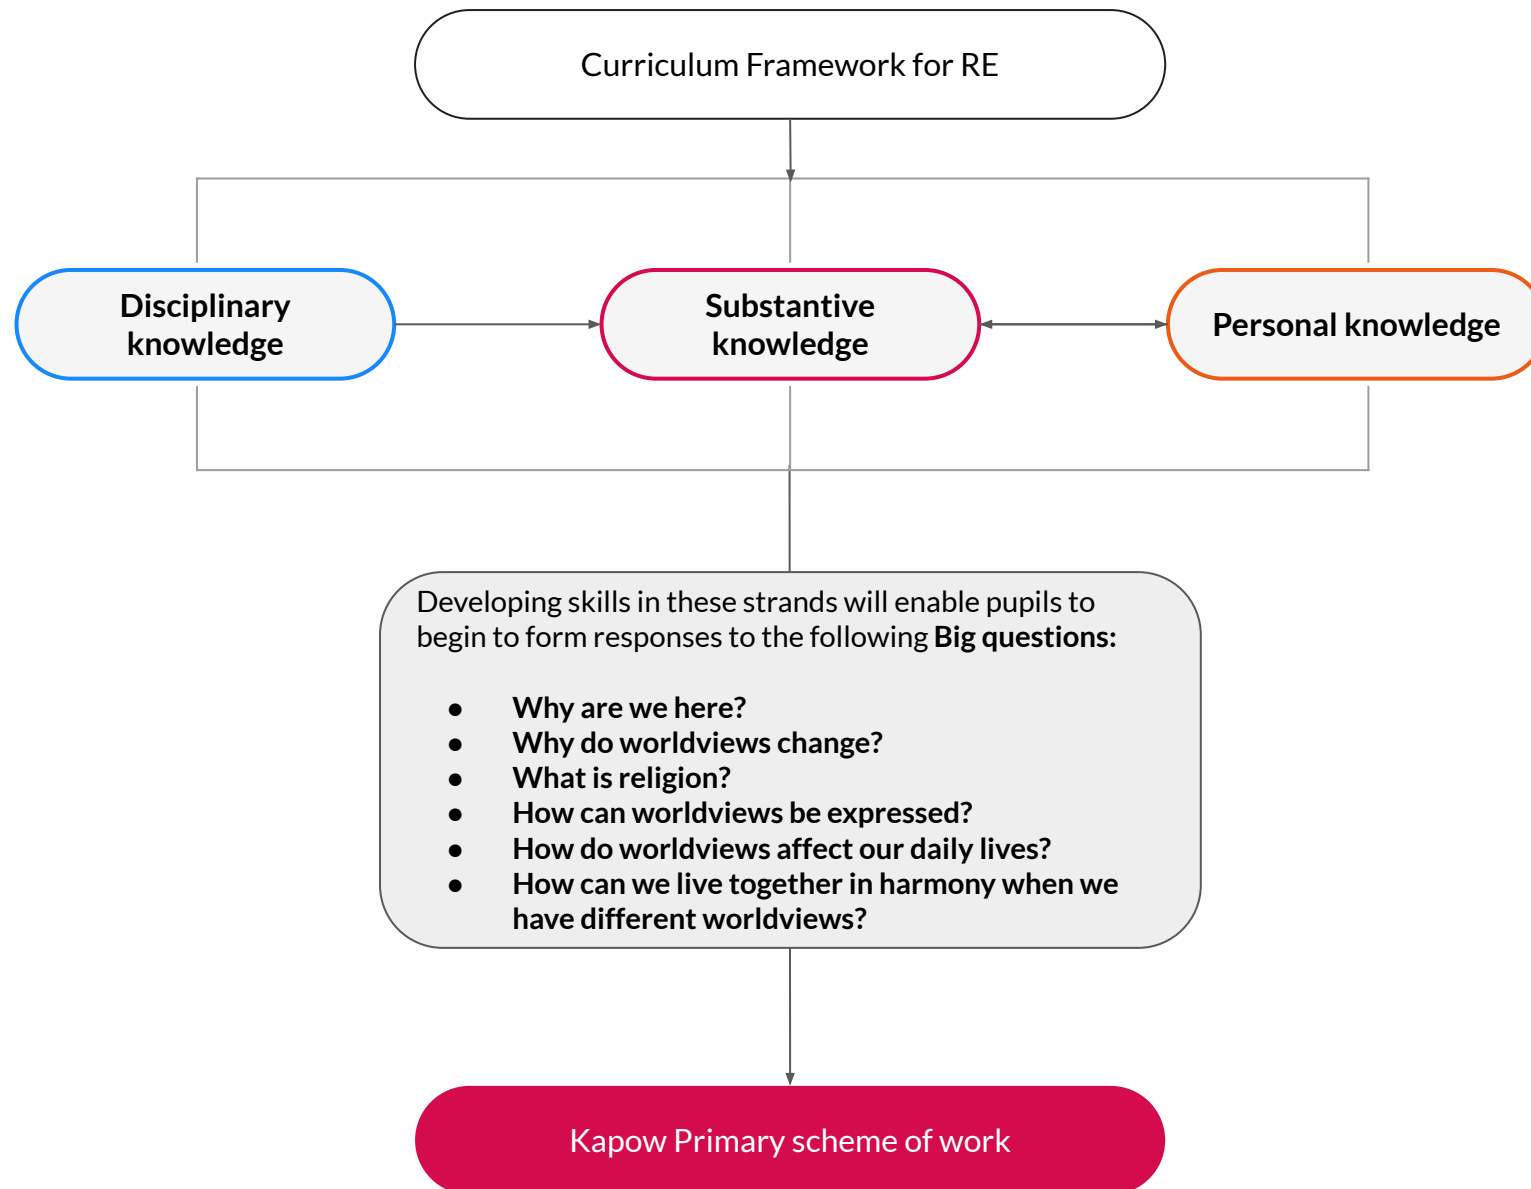 Curriculum Framework for RE
Disciplinary
knowledge
Substantive
knowledge
Personal knowledge
Developing skills in these strands will enable pupils to
begin to form responses to the following Big questions:
● Why are we here?
● Why do worldviews change?
● What is religion?
● How can worldviews be expressed?
● How do worldviews affect our daily lives?
● How can we live together in harmony when we
have different worldviews?
Kapow Primary scheme of work